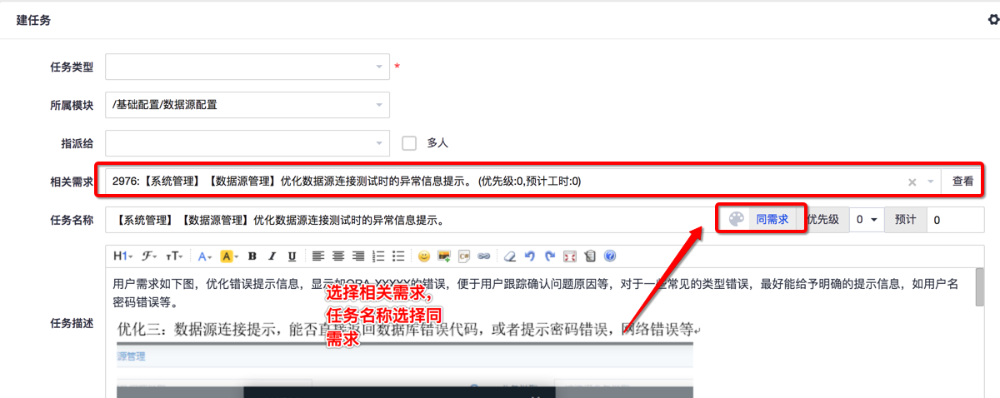 建任务
任务类型
*
所属模块 /基础配置/数据源配置
指派给 多人
相关需求 2976:【系统管理】【数据源管理】优化数据源连接测试时的异常信息提示。 (优先级:0,预计工时:0) × 查看
任务名称 【系统管理】【数据源管理】优化数据源连接测试时的异常信息提示。 同需求 优先级 0 预计 0
H1 F TT A A B I U
用户需求如下图，优化错误提示信息，显示如ORA-XXXXX的错误，便于用户跟踪确认问题原因等，对于一些常见的类型错误，最好能给予明确的提示信息，如用户名
密码错误等。
选择相关需求，
任务名称选择同
需求
任务描述
优化三：数据源连接提示，能否直接返回数据库错误代码，或者提示密码错误，网络错误等
源管理